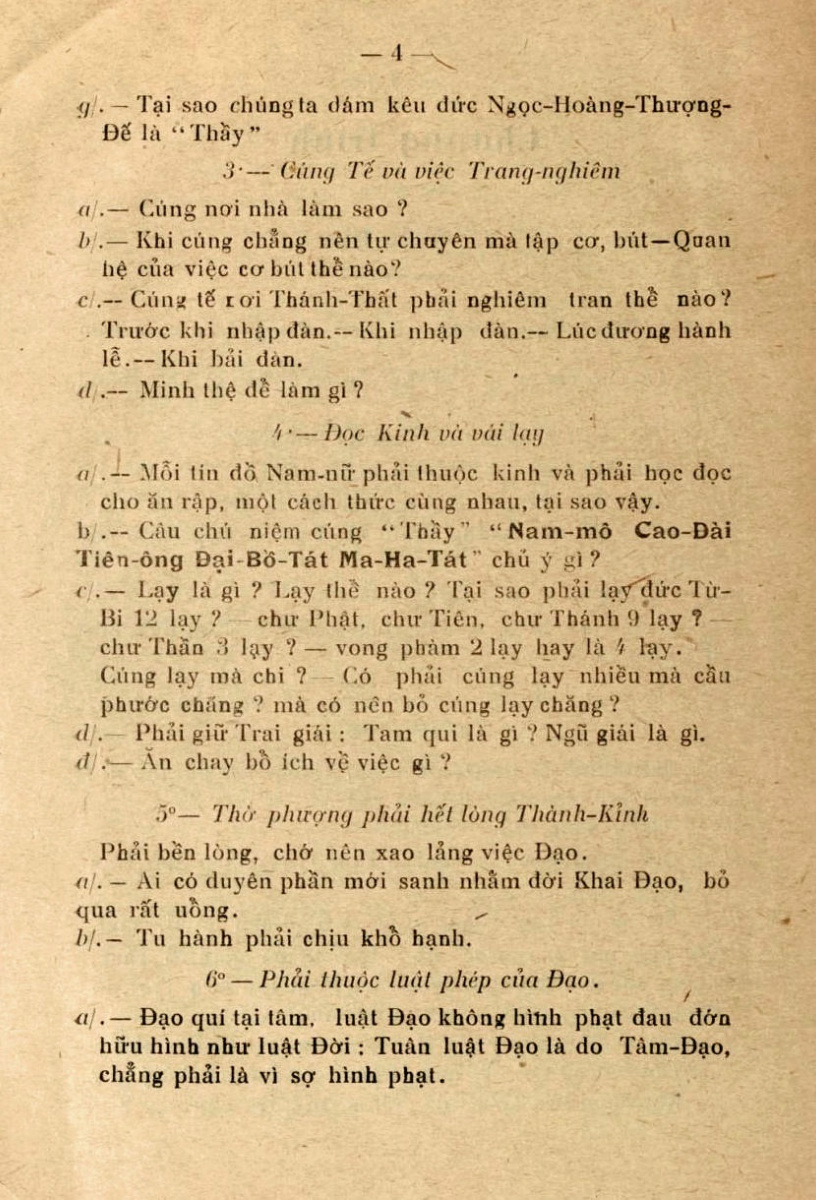 — 4 —
g/. — Tại sao chúng ta dám kêu đức Ngọc-Hoàng-Thượng-
Đế là “Thầy”
3·— Cúng Tế và việc Trang-nghiêm
a/.— Cúng nơi nhà làm sao ?
b/.— Khi cúng chẳng nên tự chuyên mà tập cơ, bút—Quan
hệ của việc cơ bút thể nào?
c/.-- Cúng tế nơi Thánh-Thất phải nghiêm tran thể nào?
Trước khi nhập đàn.-- Khi nhập đàn.-- Lúc đương hành
lễ.-- Khi bải đàn.
d/.-- Minh thệ để làm gì ?
4·— Đọc Kinh và vái lạy
a/.— Mỗi tín đồ Nam-nữ phải thuộc kinh và phải học đọc
cho ăn rập, một cách thức cùng nhau, tại sao vậy.
b/.-- Câu chú niệm cúng “Thầy” “Nam-mô Cao-Đài
Tiên-ông Đại-Bồ-Tát Ma-Ha-Tát” chủ ý gì ?
c/.— Lạy là gì ? Lạy thể nào ? Tại sao phải lạy đức Từ-
Bi 12 lạy ? — chư Phật, chư Tiên, chư Thánh 9 lạy ? —
chư Thần 3 lạy ? — vong phàm 2 lạy hay là 4 lạy.
Cúng lạy mà chi ? — Có phải cúng lạy nhiều mà cầu
phước chăng ? mà có nên bỏ cúng lạy chăng ?
d/.— Phải giữ Trai giái : Tam qui là gì ? Ngũ giái là gì.
đ/.— Ăn chay bổ ích về việc gì ?
5º— Thờ phượng phải hết lòng Thành-Kỉnh
Phải bền lòng, chớ nên xao lảng việc Đạo.
a/. — Ai có duyên phần mới sanh nhằm đời Khai Đạo, bỏ
qua rất uổng.
b/.— Tu hành phải chịu khổ hạnh.
6º — Phải thuộc luật phép của Đạo.
a/. — Đạo quí tại tâm, luật Đạo không hình phạt đau đớn
hữu hình như luật Đời : Tuân luật Đạo là do Tâm-Đạo,
chẳng phải là vì sợ hình phạt.